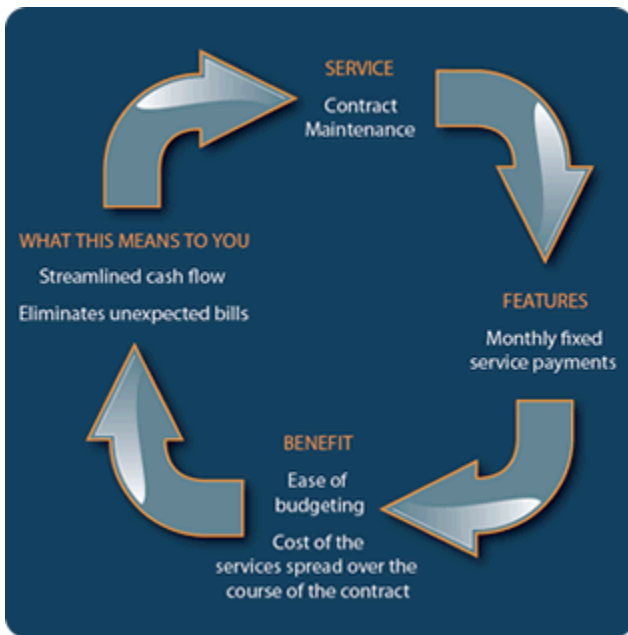 SERVICE
Contract
Maintenance
FEATURES
Monthly fixed
service payments
BENEFIT
Ease of
budgeting
Cost of the
services spread over the
course of the contract
WHAT THIS MEANS TO YOU
Streamlined cash flow
Eliminates unexpected bills